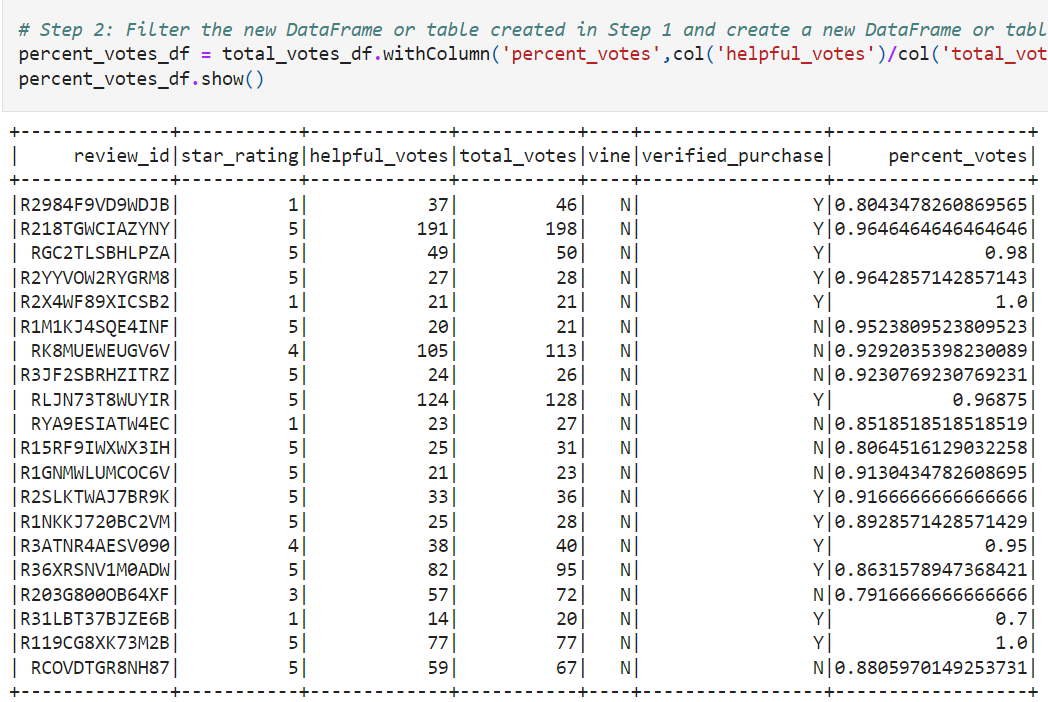 # Step 2: Filter the new DataFrame or table created in Step 1 and create a new DataFrame or tabl
percent_votes_df = total_votes_df.withColumn('percent_votes',col('helpful_votes')/col('total_vot
percent_votes_df.show()
+--------------+-----------+-------------+-----------+----+-----------------+------------------+
|     review_id|star_rating|helpful_votes|total_votes|vine|verified_purchase|     percent_votes|
+--------------+-----------+-------------+-----------+----+-----------------+------------------+
|R2984F9VD9WDJB|          1|           37|         46|   N|                Y|0.8043478260869565|
|R218TGWCIAZYNY|          5|          191|        198|   N|                Y|0.9646464646464646|
| RGC2TLSBHLPZA|          5|           49|         50|   N|                Y|              0.98|
|R2YYVOW2RYGRM8|          5|           27|         28|   N|                Y|0.9642857142857143|
|R2X4WF89XICSB2|          1|           21|         21|   N|                Y|               1.0|
|R1M1KJ4SQE4INF|          5|           20|         21|   N|                N|0.9523809523809523|
| RK8MUEWEUGV6V|          4|          105|        113|   N|                N|0.9292035398230089|
|R3JF2SBRHZITRZ|          5|           24|         26|   N|                N|0.9230769230769231|
| RLJN73T8WUYIR|          5|          124|        128|   N|                Y|           0.96875|
| RYA9ESIATW4EC|          1|           23|         27|   N|                N|0.8518518518518519|
|R15RF9IWXWX3IH|          5|           25|         31|   N|                N|0.8064516129032258|
|R1GNMWLUMCOC6V|          5|           21|         23|   N|                N|0.9130434782608695|
|R2SLKTWAJ7BR9K|          5|           33|         36|   N|                Y|0.9166666666666666|
|R1NKKJ720BC2VM|          5|           25|         28|   N|                Y|0.8928571428571429|
|R3ATNR4AESV090|          4|           38|         40|   N|                Y|              0.95|
|R36XRSNV1M0ADW|          5|           82|         95|   N|                Y|0.8631578947368421|
|R203G800OB64XF|          3|           57|         72|   N|                N|0.7916666666666666|
|R31LBT37BJZE6B|          1|           14|         20|   N|                Y|               0.7|
|R119CG8XK73M2B|          5|           77|         77|   N|                Y|               1.0|
| RCOVDTGR8NH87|          5|           59|         67|   N|                N|0.8805970149253731|
+--------------+-----------+-------------+-----------+----+-----------------+------------------+